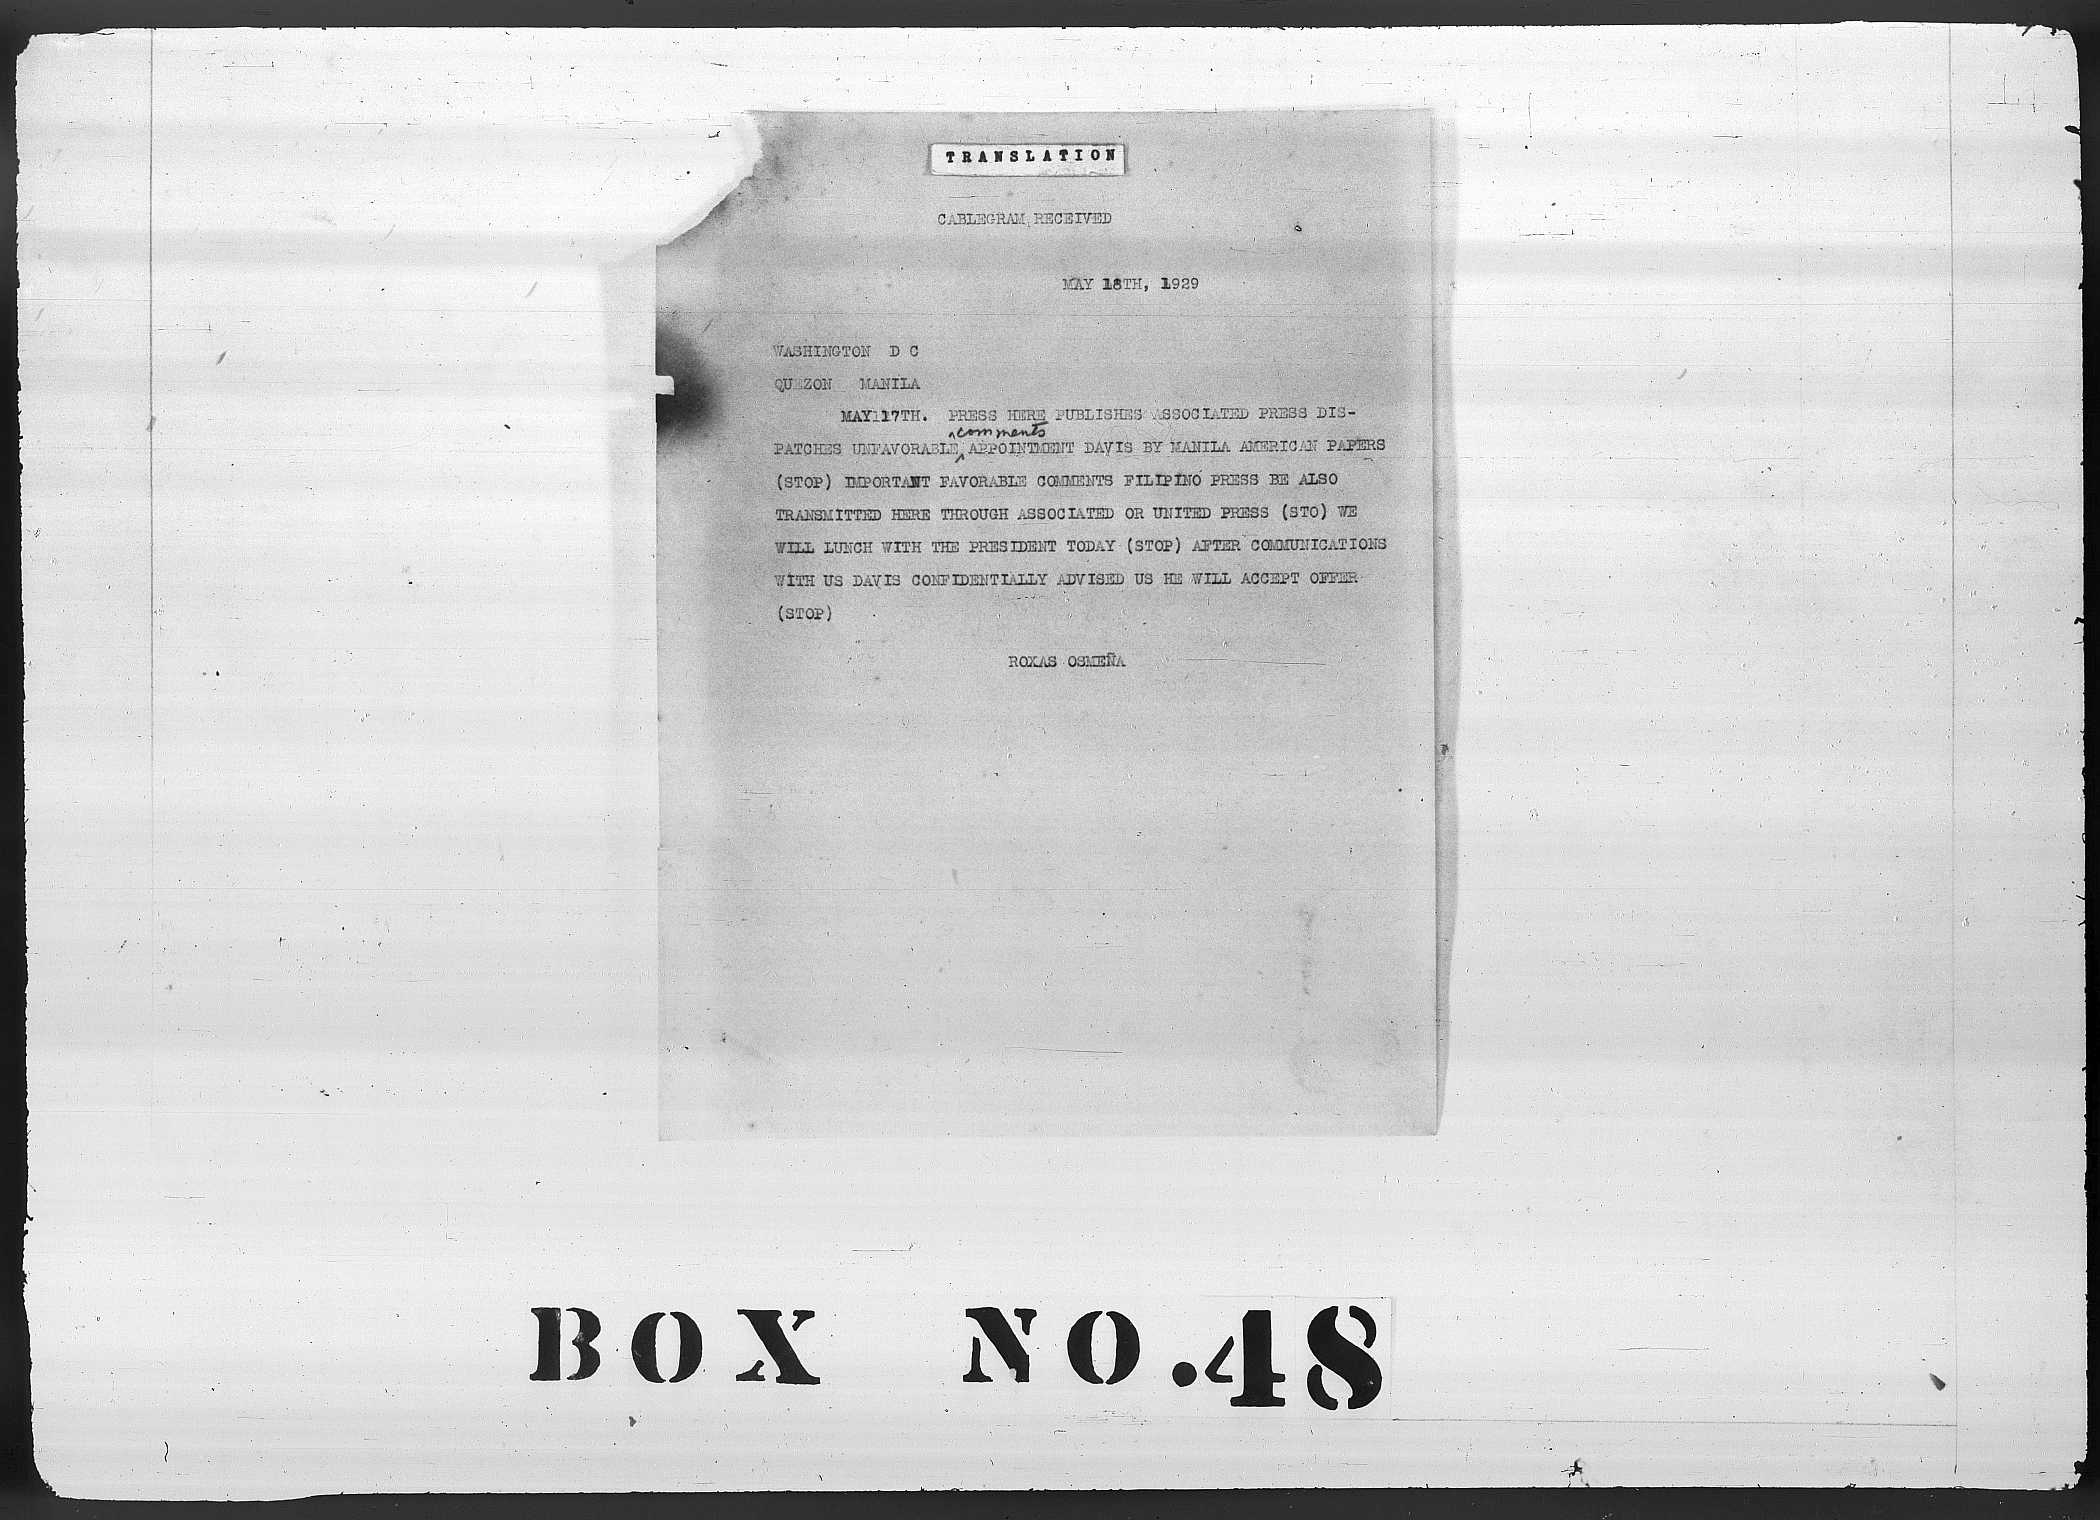 TRANSLATION
CABLEGRAM RECEIVED
MAY 18TH, 1929
WASHINGTON D C
QUEZON MANILA
MAY 17TH. PRESS HERE PUBLISHES ASSOCIATED PRESS DIS-
comments
PATCHES UNFAVORABLE APPOINTMENT DAVIS BY MANILA AMERICAN PAPERS
(STOP) IMPORTANT FAVORABLE COMMENTS FILIPINO PRESS BE ALSO
TRANSMITTED HERE THROUGH ASSOCIATED OR UNITED PRESS (STO) WE
WILL LUNCH WITH THE PRESIDENT TODAY (STOP) AFTER COMMUNICATIONS
WITH US DAVIS CONFIDENTIALLY ADVISED US HE WILL ACCEPT OFFER
(STOP)
ROXAS OSMEÑA
BOX NO.48